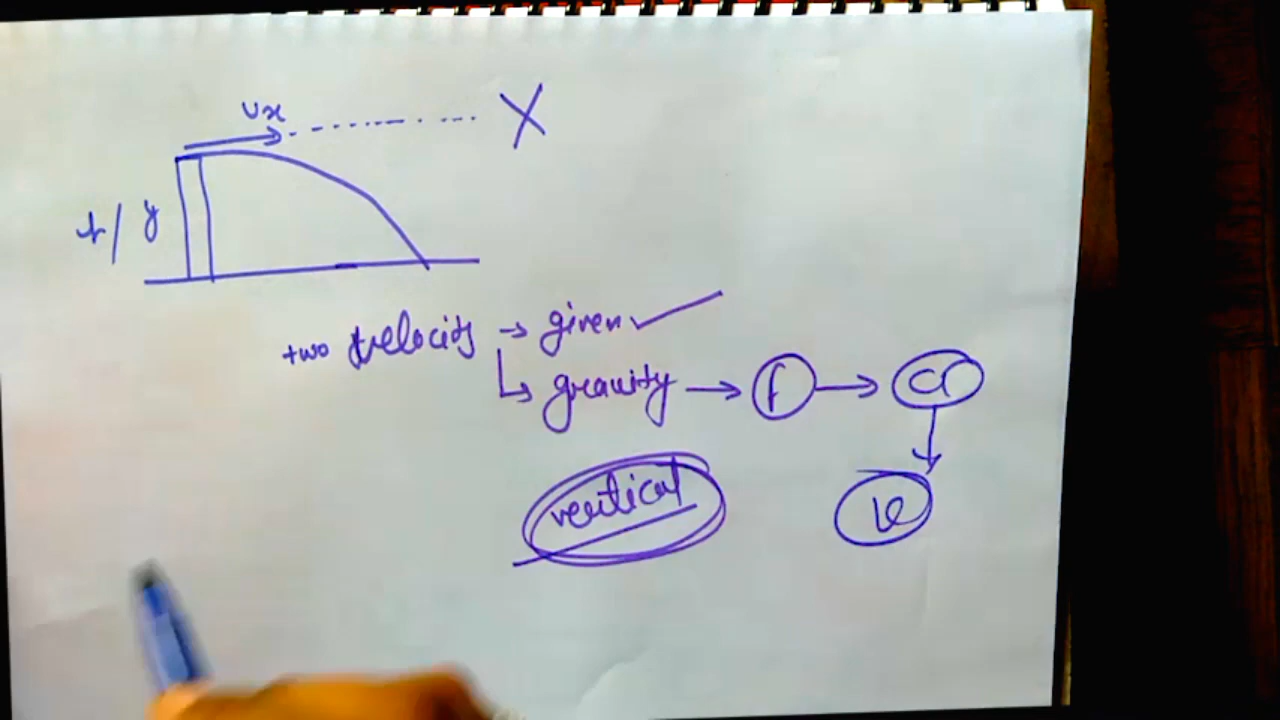 ux
X
y
two velocity → given ✓
↳ gravity → F → a
vertical
v